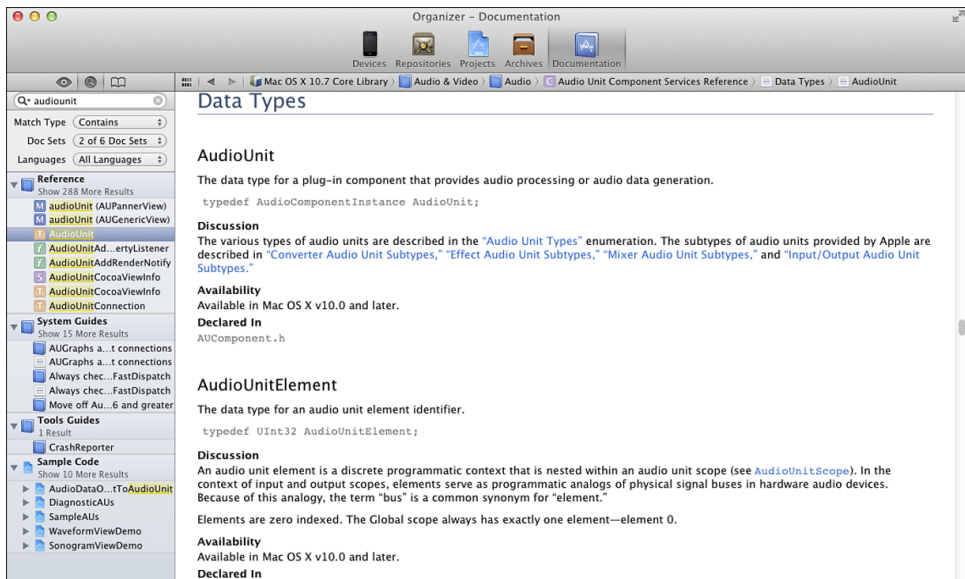 Organizer – Documentation
Devices Repositories Projects Archives Documentation
Mac OS X 10.7 Core Library Audio & Video Audio Audio Unit Component Services Reference Data Types AudioUnit
audiounit
Match Type Contains
Doc Sets 2 of 6 Doc Sets
Languages All Languages
Reference
Show 288 More Results
M audioUnit (AUPannerView)
M audioUnit (AUGenericView)
T AudioUnit
f AudioUnitAd...ertyListener
f AudioUnitAddRenderNotify
S AudioUnitCocoaViewInfo
T AudioUnitCocoaViewInfo
T AudioUnitConnection
System Guides
Show 15 More Results
AUGraphs a...t connections
AUGraphs a...t connections
Always chec...FastDispatch
Always chec...FastDispatch
Move off Au...6 and greater
Tools Guides
1 Result
CrashReporter
Sample Code
Show 10 More Results
AudioDataO...tToAudioUnit
DiagnosticAUs
SampleAUs
WaveformViewDemo
SonogramViewDemo
Data Types
AudioUnit
The data type for a plug-in component that provides audio processing or audio data generation.
typedef AudioComponentInstance AudioUnit;
Discussion
The various types of audio units are described in the “Audio Unit Types” enumeration. The subtypes of audio units provided by Apple are
described in “Converter Audio Unit Subtypes,” “Effect Audio Unit Subtypes,” “Mixer Audio Unit Subtypes,” and “Input/Output Audio Unit
Subtypes.”
Availability
Available in Mac OS X v10.0 and later.
Declared In
AUComponent.h
AudioUnitElement
The data type for an audio unit element identifier.
typedef UInt32 AudioUnitElement;
Discussion
An audio unit element is a discrete programmatic context that is nested within an audio unit scope (see AudioUnitScope). In the
context of input and output scopes, elements serve as programmatic analogs of physical signal buses in hardware audio devices.
Because of this analogy, the term “bus” is a common synonym for “element.”
Elements are zero indexed. The Global scope always has exactly one element—element 0.
Availability
Available in Mac OS X v10.0 and later.
Declared In